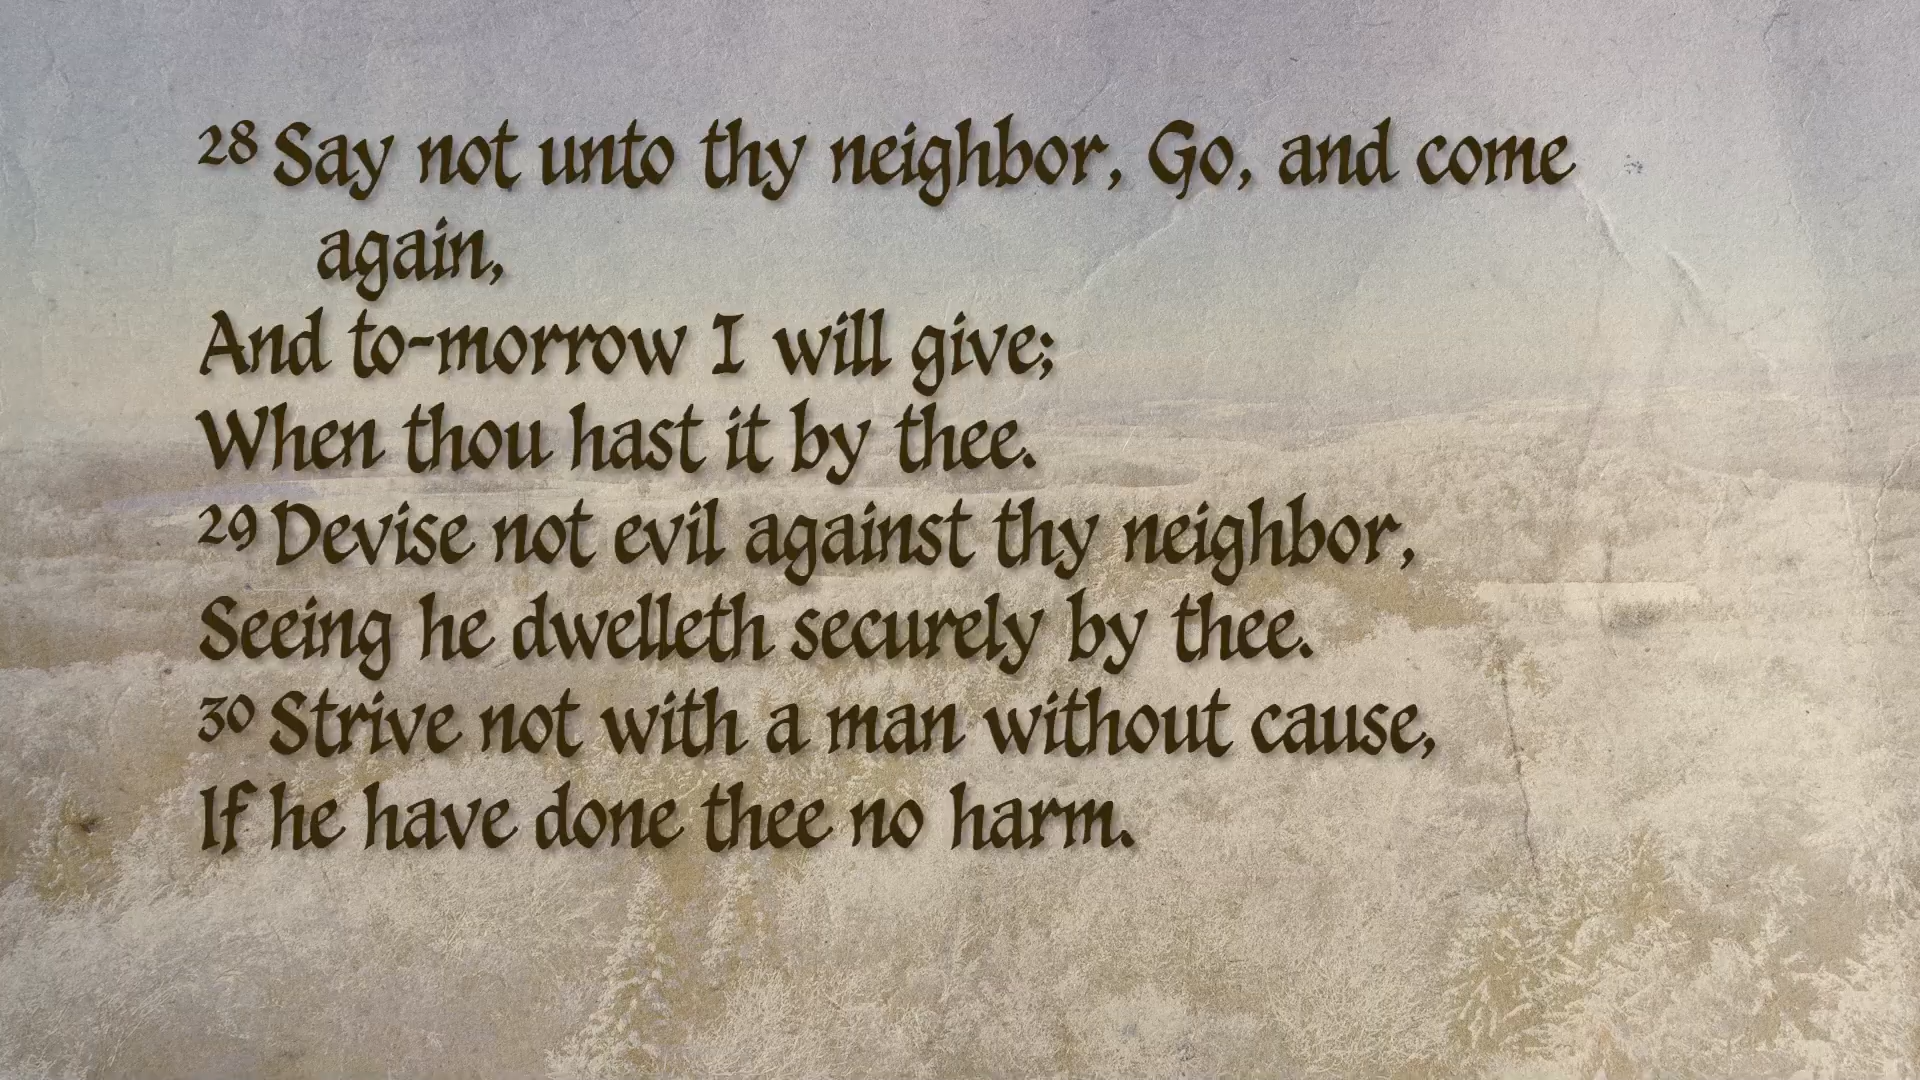 28 Say not unto thy neighbor, Go, and come
again,
And to-morrow I will give;
When thou hast it by thee.
29 Devise not evil against thy neighbor,
Seeing he dwelleth securely by thee.
30 Strive not with a man without cause,
If he have done thee no harm.